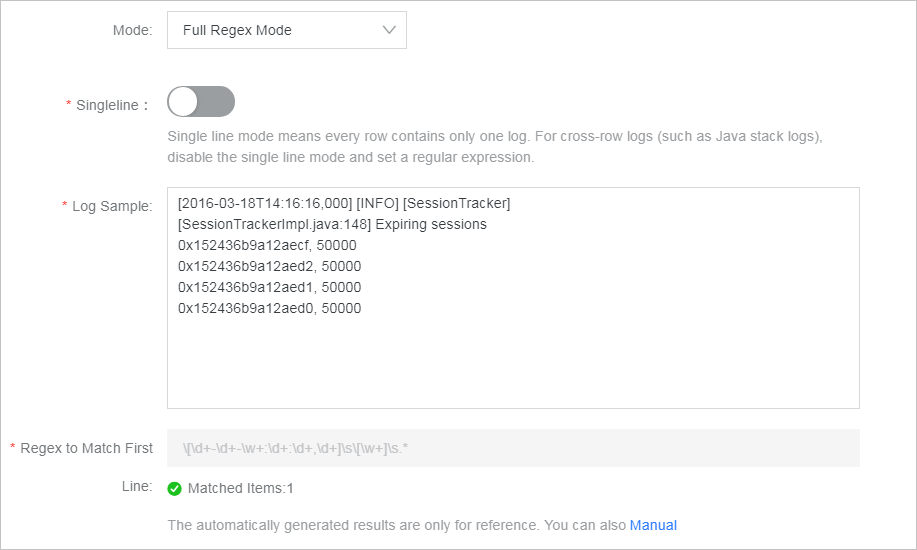 Mode: Full Regex Mode
* Singleline :
Single line mode means every row contains only one log. For cross-row logs (such as Java stack logs),
disable the single line mode and set a regular expression.
* Log Sample: [2016-03-18T14:16:16,000] [INFO] [SessionTracker]
[SessionTrackerImpl.java:148] Expiring sessions
0x152436b9a12aecf, 50000
0x152436b9a12aed2, 50000
0x152436b9a12aed1, 50000
0x152436b9a12aed0, 50000
* Regex to Match First \[\d+-\d+-\w+:\d+:\d+,\d+]\s\[\w+]\s.*
Line: Matched Items:1
The automatically generated results are only for reference. You can also Manual